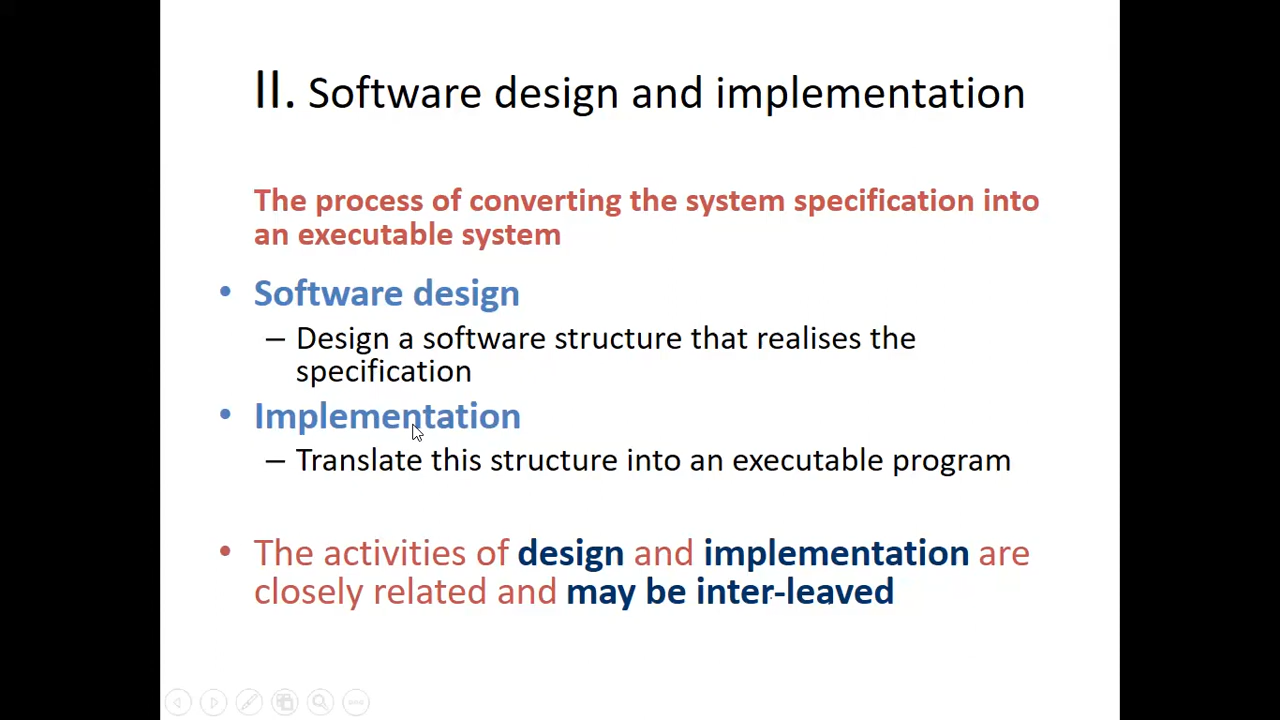 II. Software design and implementation
The process of converting the system specification into
an executable system
• Software design
– Design a software structure that realises the
specification
• Implementation
– Translate this structure into an executable program
• The activities of design and implementation are
closely related and may be inter-leaved